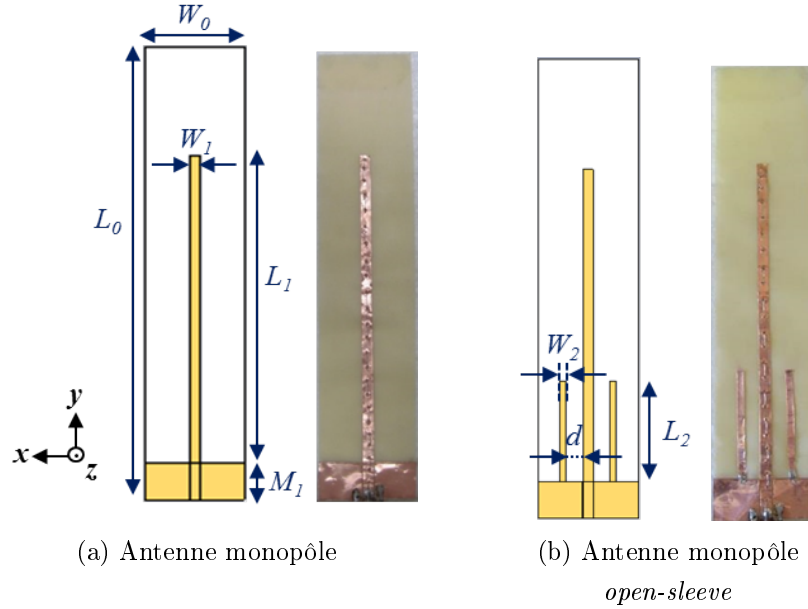 W₀
W₁
L₀
L₁
y
x
z
M₁
W₂
d
L₂
(a) Antenne monopôle
(b) Antenne monopôle
open-sleeve